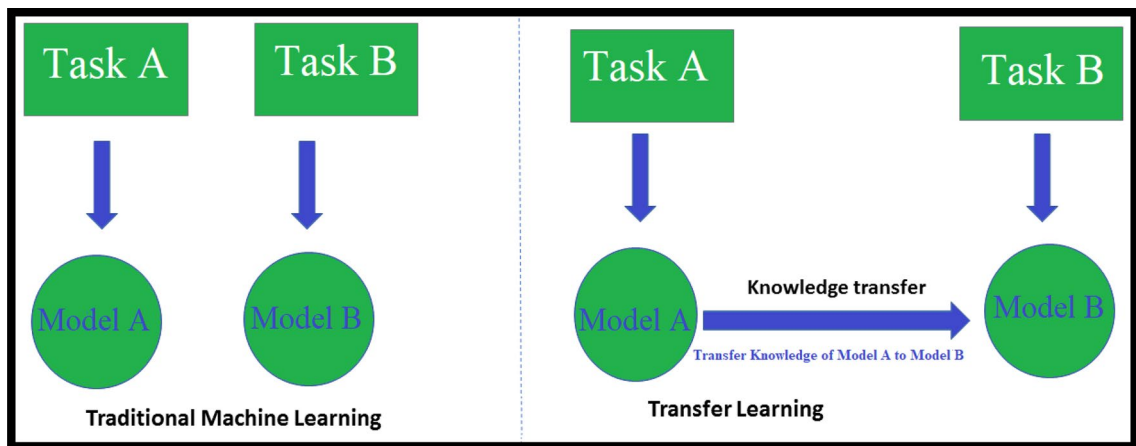 Task A
Task B
Model A
Model B
Traditional Machine Learning
Task A
Task B
Knowledge transfer
Model A
Model B
Transfer Knowledge of Model A to Model B
Transfer Learning